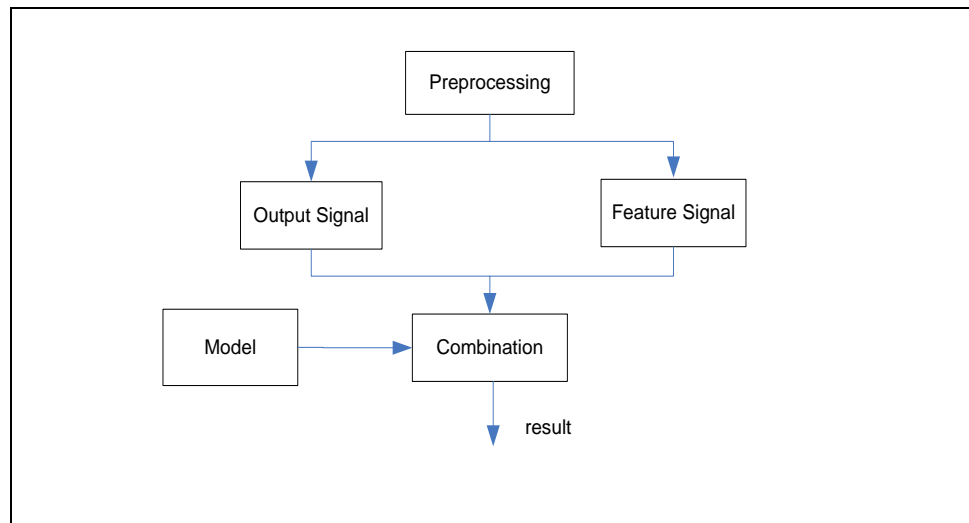 Preprocessing
Output Signal
Feature Signal
Model
Combination
result